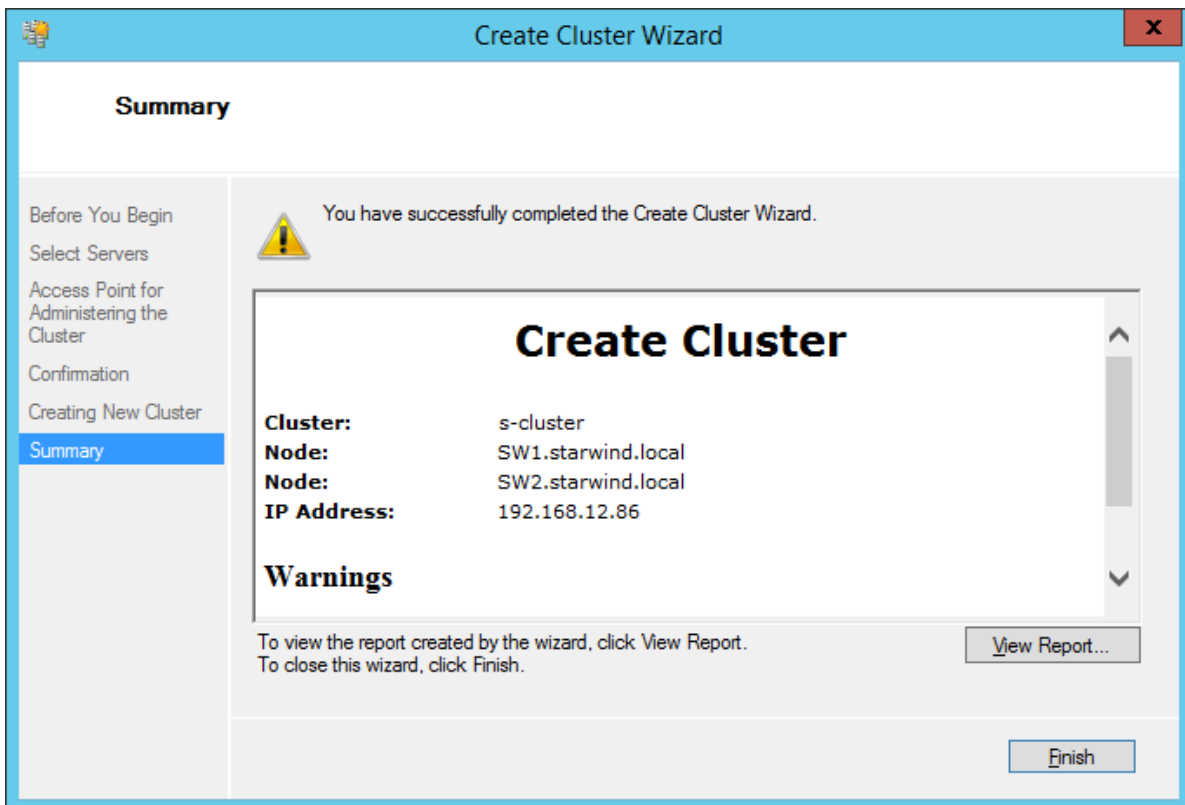 Create Cluster Wizard
x
Summary
Before You Begin
Select Servers
Access Point for
Administering the
Cluster
Confirmation
Creating New Cluster
Summary
You have successfully completed the Create Cluster Wizard.
Create Cluster
Cluster: s-cluster
Node: SW1.starwind.local
Node: SW2.starwind.local
IP Address: 192.168.12.86
Warnings
To view the report created by the wizard, click View Report.
To close this wizard, click Finish.
View Report...
Finish